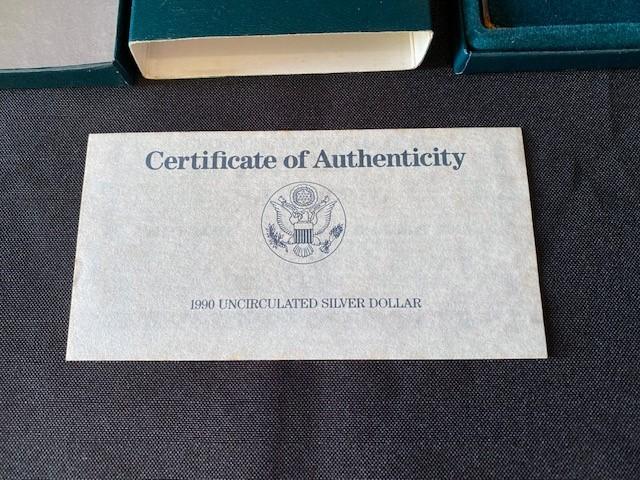 Certificate of Authenticity
1990 UNCIRCULATED SILVER DOLLAR